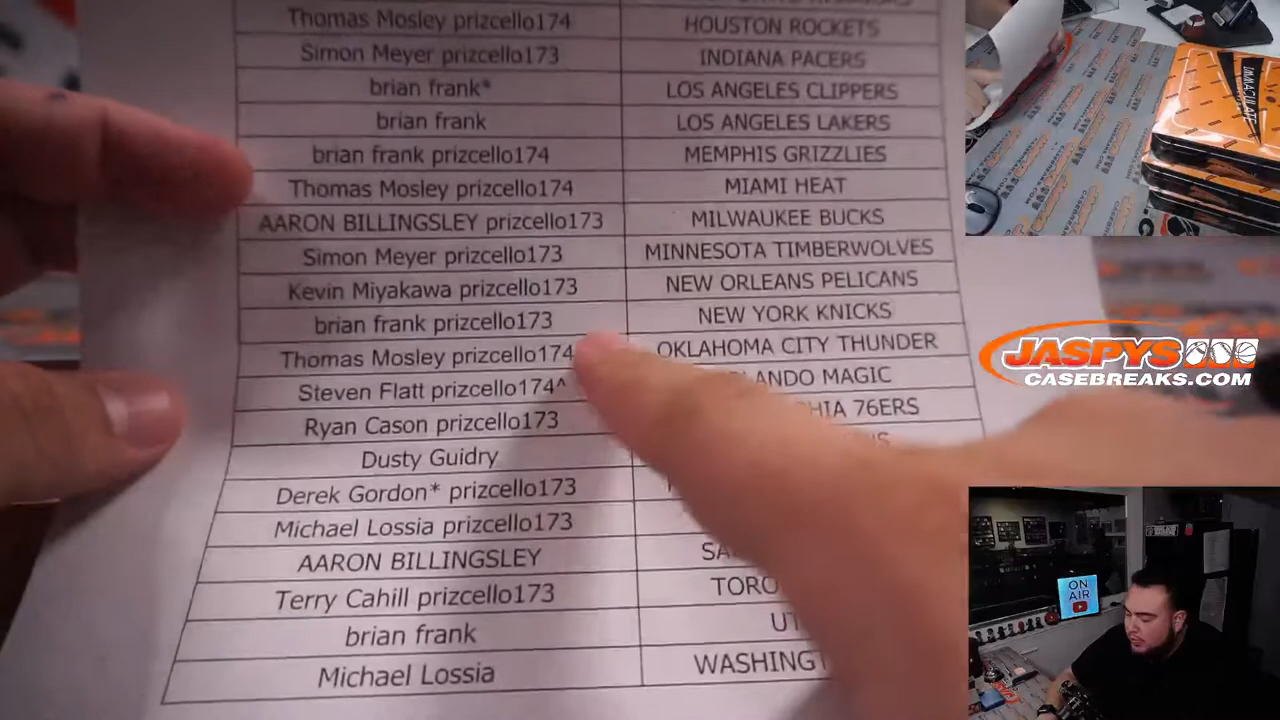 Thomas Mosley prizcello174 HOUSTON ROCKETS
Simon Meyer prizcello173 INDIANA PACERS
brian frank* LOS ANGELES CLIPPERS
brian frank LOS ANGELES LAKERS
brian frank prizcello174 MEMPHIS GRIZZLIES
Thomas Mosley prizcello174 MIAMI HEAT
AARON BILLINGSLEY prizcello173 MILWAUKEE BUCKS
Simon Meyer prizcello173 MINNESOTA TIMBERWOLVES
Kevin Miyakawa prizcello173 NEW ORLEANS PELICANS
brian frank prizcello173 NEW YORK KNICKS
Thomas Mosley prizcello174 OKLAHOMA CITY THUNDER
Steven Flatt prizcello174^ MAGIC
Ryan Cason prizcello173 76ERS
Dusty Guidry
Derek Gordon* prizcello173
Michael Lossia prizcello173
AARON BILLINGSLEY
Terry Cahill prizcello173
brian frank
Michael Lossia
IMMACULATE
JASPYS
CASEBREAKS.COM
ON
AIR